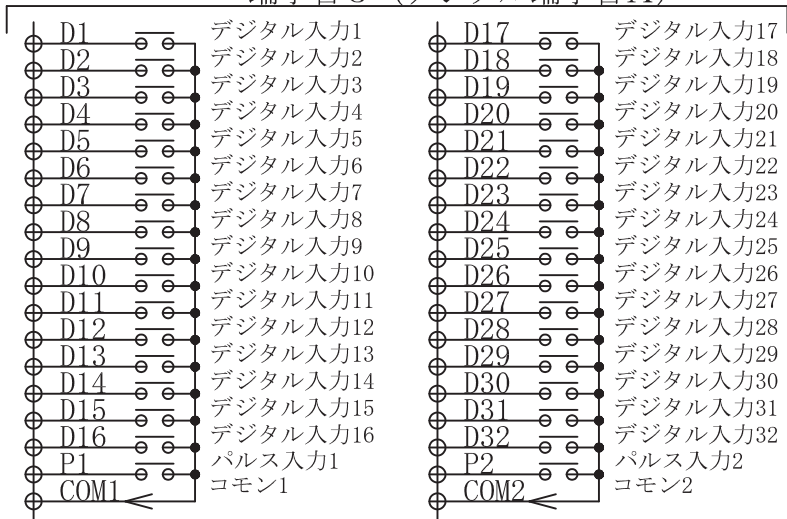 D1 デジタル入力1
D2 デジタル入力2
D3 デジタル入力3
D4 デジタル入力4
D5 デジタル入力5
D6 デジタル入力6
D7 デジタル入力7
D8 デジタル入力8
D9 デジタル入力9
D10 デジタル入力10
D11 デジタル入力11
D12 デジタル入力12
D13 デジタル入力13
D14 デジタル入力14
D15 デジタル入力15
D16 デジタル入力16
P1 パルス入力1
COM1 コモン1
D17 デジタル入力17
D18 デジタル入力18
D19 デジタル入力19
D20 デジタル入力20
D21 デジタル入力21
D22 デジタル入力22
D23 デジタル入力23
D24 デジタル入力24
D25 デジタル入力25
D26 デジタル入力26
D27 デジタル入力27
D28 デジタル入力28
D29 デジタル入力29
D30 デジタル入力30
D31 デジタル入力31
D32 デジタル入力32
P2 パルス入力2
COM2 コモン2